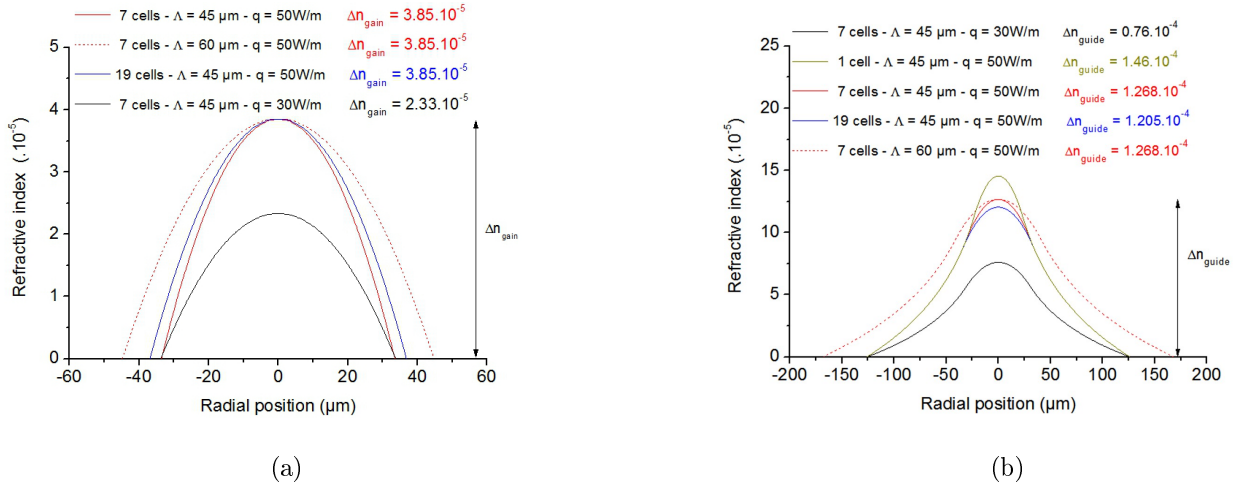 7 cells - Λ = 45 µm - q = 50W/m Δn_gain = 3.85.10^-5
7 cells - Λ = 60 µm - q = 50W/m Δn_gain = 3.85.10^-5
19 cells - Λ = 45 µm - q = 50W/m Δn_gain = 3.85.10^-5
7 cells - Λ = 45 µm - q = 30W/m Δn_gain = 2.33.10^-5
5
4
3
2
1
0
Refractive index (.10^-5)
Δn_gain
-60 -40 -20 0 20 40 60
Radial position (µm)
(a)
7 cells - Λ = 45 µm - q = 30W/m Δn_guide = 0.76.10^-4
1 cell - Λ = 45 µm - q = 50W/m Δn_guide = 1.46.10^-4
7 cells - Λ = 45 µm - q = 50W/m Δn_guide = 1.268.10^-4
19 cells - Λ = 45 µm - q = 50W/m Δn_guide = 1.205.10^-4
7 cells - Λ = 60 µm - q = 50W/m Δn_guide = 1.268.10^-4
25
20
15
10
5
0
Refractive index (.10^-5)
Δn_guide
-200 -150 -100 -50 0 50 100 150 200
Radial position (µm)
(b)